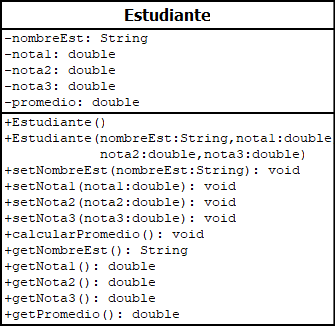 Estudiante
-nombreEst: String
-nota1: double
-nota2: double
-nota3: double
-promedio: double
+Estudiante()
+Estudiante(nombreEst:String,nota1:double
nota2:double,nota3:double)
+setNombreEst(nombreEst:String): void
+setNota1(nota1:double): void
+setNota2(nota2:double): void
+setNota3(nota3:double): void
+calcularPromedio(): void
+getNombreEst(): String
+getNota1(): double
+getNota2(): double
+getNota3(): double
+getPromedio(): double